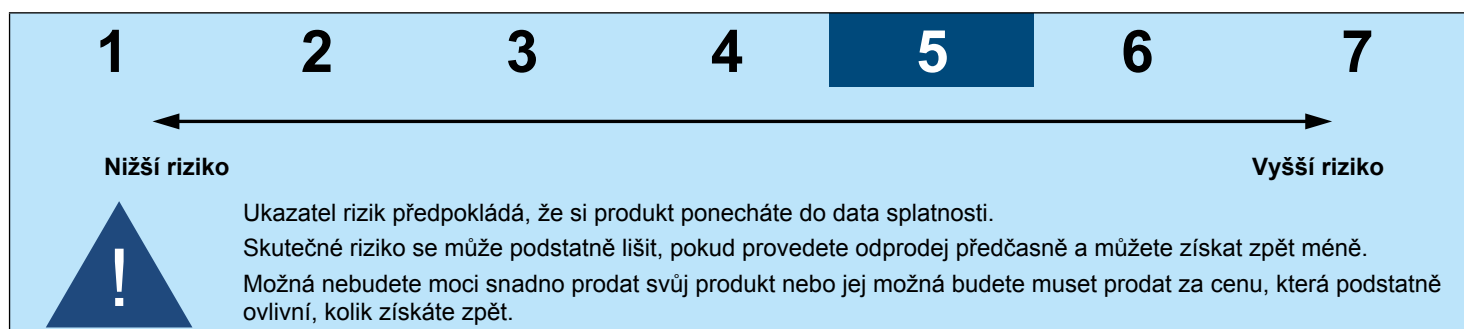 1 2 3 4 5 6 7
Nižší riziko Vyšší riziko
!
Ukazatel rizik předpokládá, že si produkt ponecháte do data splatnosti.
Skutečné riziko se může podstatně lišit, pokud provedete odprodej předčasně a můžete získat zpět méně.
Možná nebudete moci snadno prodat svůj produkt nebo jej možná budete muset prodat za cenu, která podstatně
ovlivní, kolik získáte zpět.